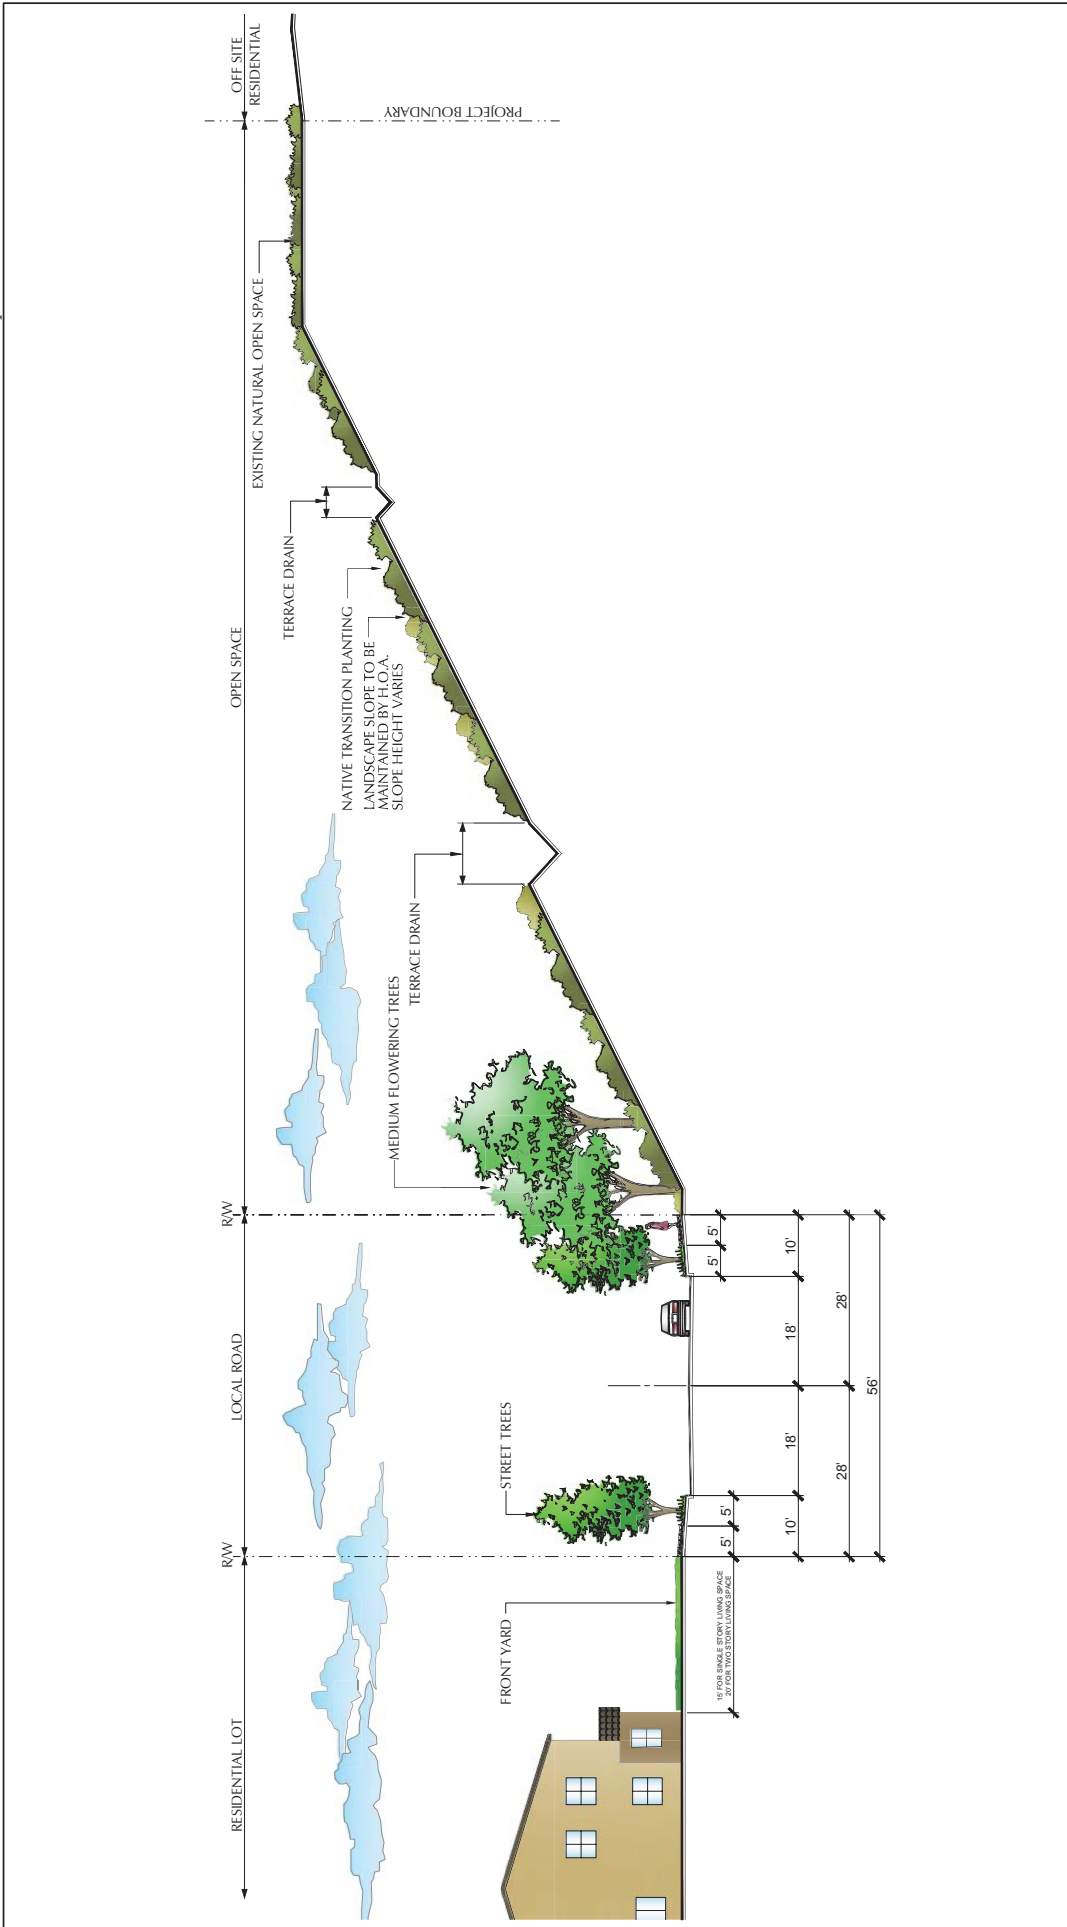 RESIDENTIAL LOT
R/W
LOCAL ROAD
R/W
OPEN SPACE
OFF SITE
RESIDENTIAL
EXISTING NATURAL OPEN SPACE
TERRACE DRAIN
NATIVE TRANSITION PLANTING
LANDSCAPE SLOPE TO BE
MAINTAINED BY H.O.A.
SLOPE HEIGHT VARIES
PROJECT BOUNDARY
MEDIUM FLOWERING TREES
TERRACE DRAIN
FRONT YARD
STREET TREES
15' FOR SINGLE STORY LIVING SPACE
20' FOR TWO STORY LIVING SPACE
5'
5'
5'
5'
10'
18'
18'
10'
28'
28'
56'